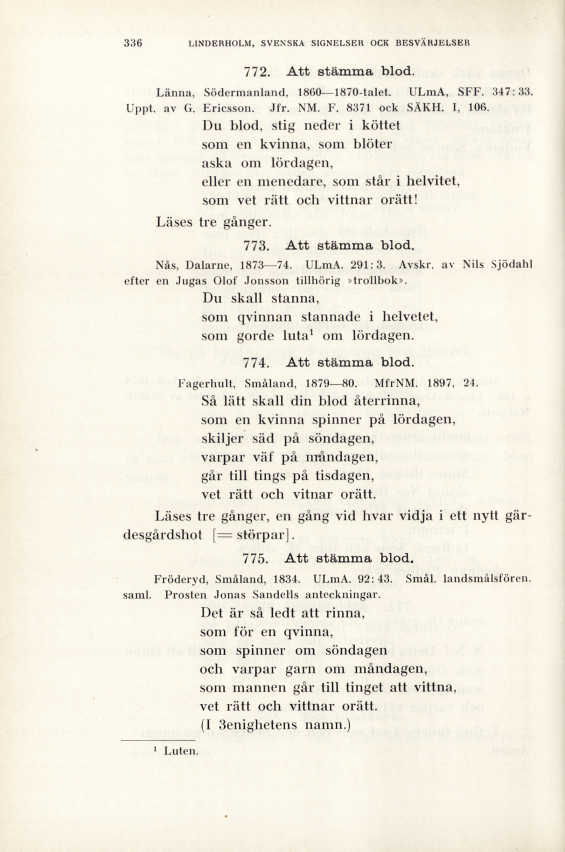 336 LINDERHOLM, SVENSKA SIGNELSER OCK BESVÄRJELSER
772. Att stämma blod.
Länna, Södermanland, 1860—1870-talet. ULmA, SFF. 347: 33.
Uppt. av G. Ericsson. Jfr. NM. F. 8371 ock SÄKH. I, 106.
Du blod, stig neder i köttet
som en kvinna, som blöter
aska om lördagen,
eller en menedare, som står i helvitet,
som vet rätt och vittnar orätt!
Läses tre gånger.
773. Att stämma blod.
Nås, Dalarne, 1873—74. ULmA. 291: 3. Avskr. av Nils Sjödahl
efter en Jugas Olof Jonsson tillhörig »trollbok».
Du skall stanna,
som qvinnan stannade i helvetet,
som gorde luta¹ om lördagen.
774. Att stämma blod.
Fagerhult, Småland, 1879—80. MfrNM. 1897, 24.
Så lätt skall din blod återrinna,
som en kvinna spinner på lördagen,
skiljer säd på söndagen,
varpar väf på måndagen,
går till tings på tisdagen,
vet rätt och vitnar orätt.
Läses tre gånger, en gång vid hvar vidja i ett nytt gär-
desgårdshot [= störpar].
775. Att stämma blod.
Fröderyd, Småland, 1834. ULmA. 92: 43. Smål. landsmålsfören.
saml. Prosten Jonas Sandells anteckningar.
Det är så ledt att rinna,
som för en qvinna,
som spinner om söndagen
och varpar garn om måndagen,
som mannen går till tinget att vittna,
vet rätt och vittnar orätt.
(I 3enighetens namn.)
¹ Luten.